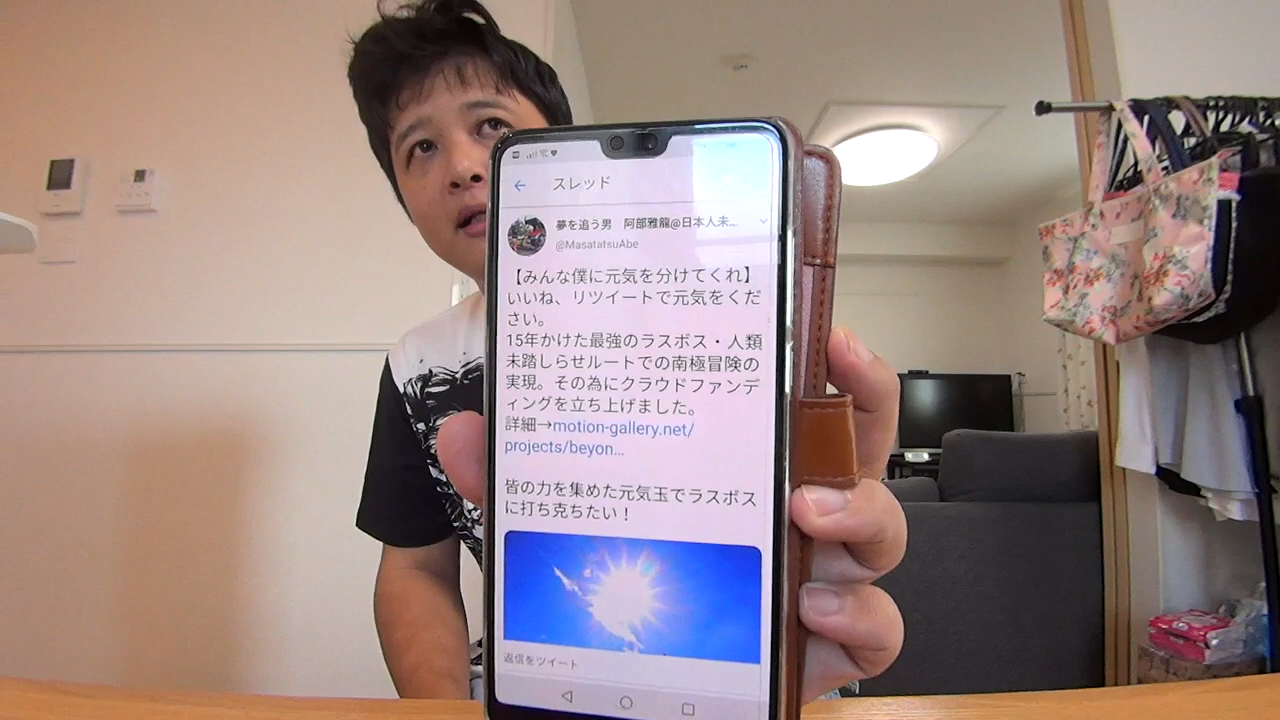 スレッド
夢を追う男 阿部雅龍@日本人未...
@MasatatsuAbe
【みんな僕に元気を分けてくれ】
いいね、リツイートで元気をくだ
さい。
15年かけた最強のラスボス・人類
未踏しらせルートでの南極冒険の
実現。その為にクラウドファンデ
ィングを立ち上げました。
詳細→motion-gallery.net/
projects/beyon...
皆の力を集めた元気玉でラスボス
に打ち克ちたい!
返信をツイート